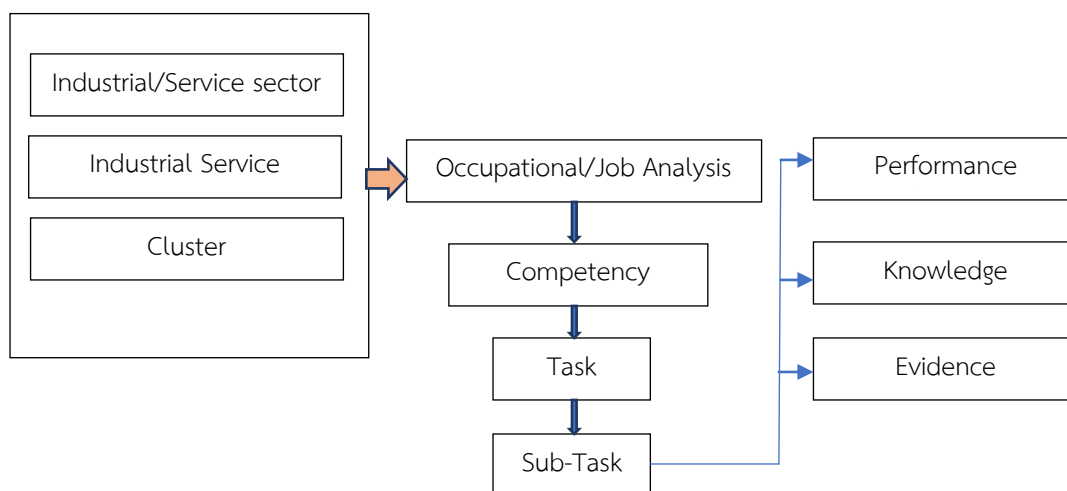 Industrial/Service sector
Industrial Service
Cluster
Occupational/Job Analysis
Competency
Task
Sub-Task
Performance
Knowledge
Evidence